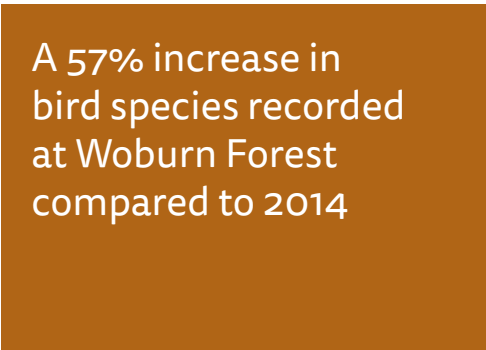 A 57% increase in
bird species recorded
at Woburn Forest
compared to 2014